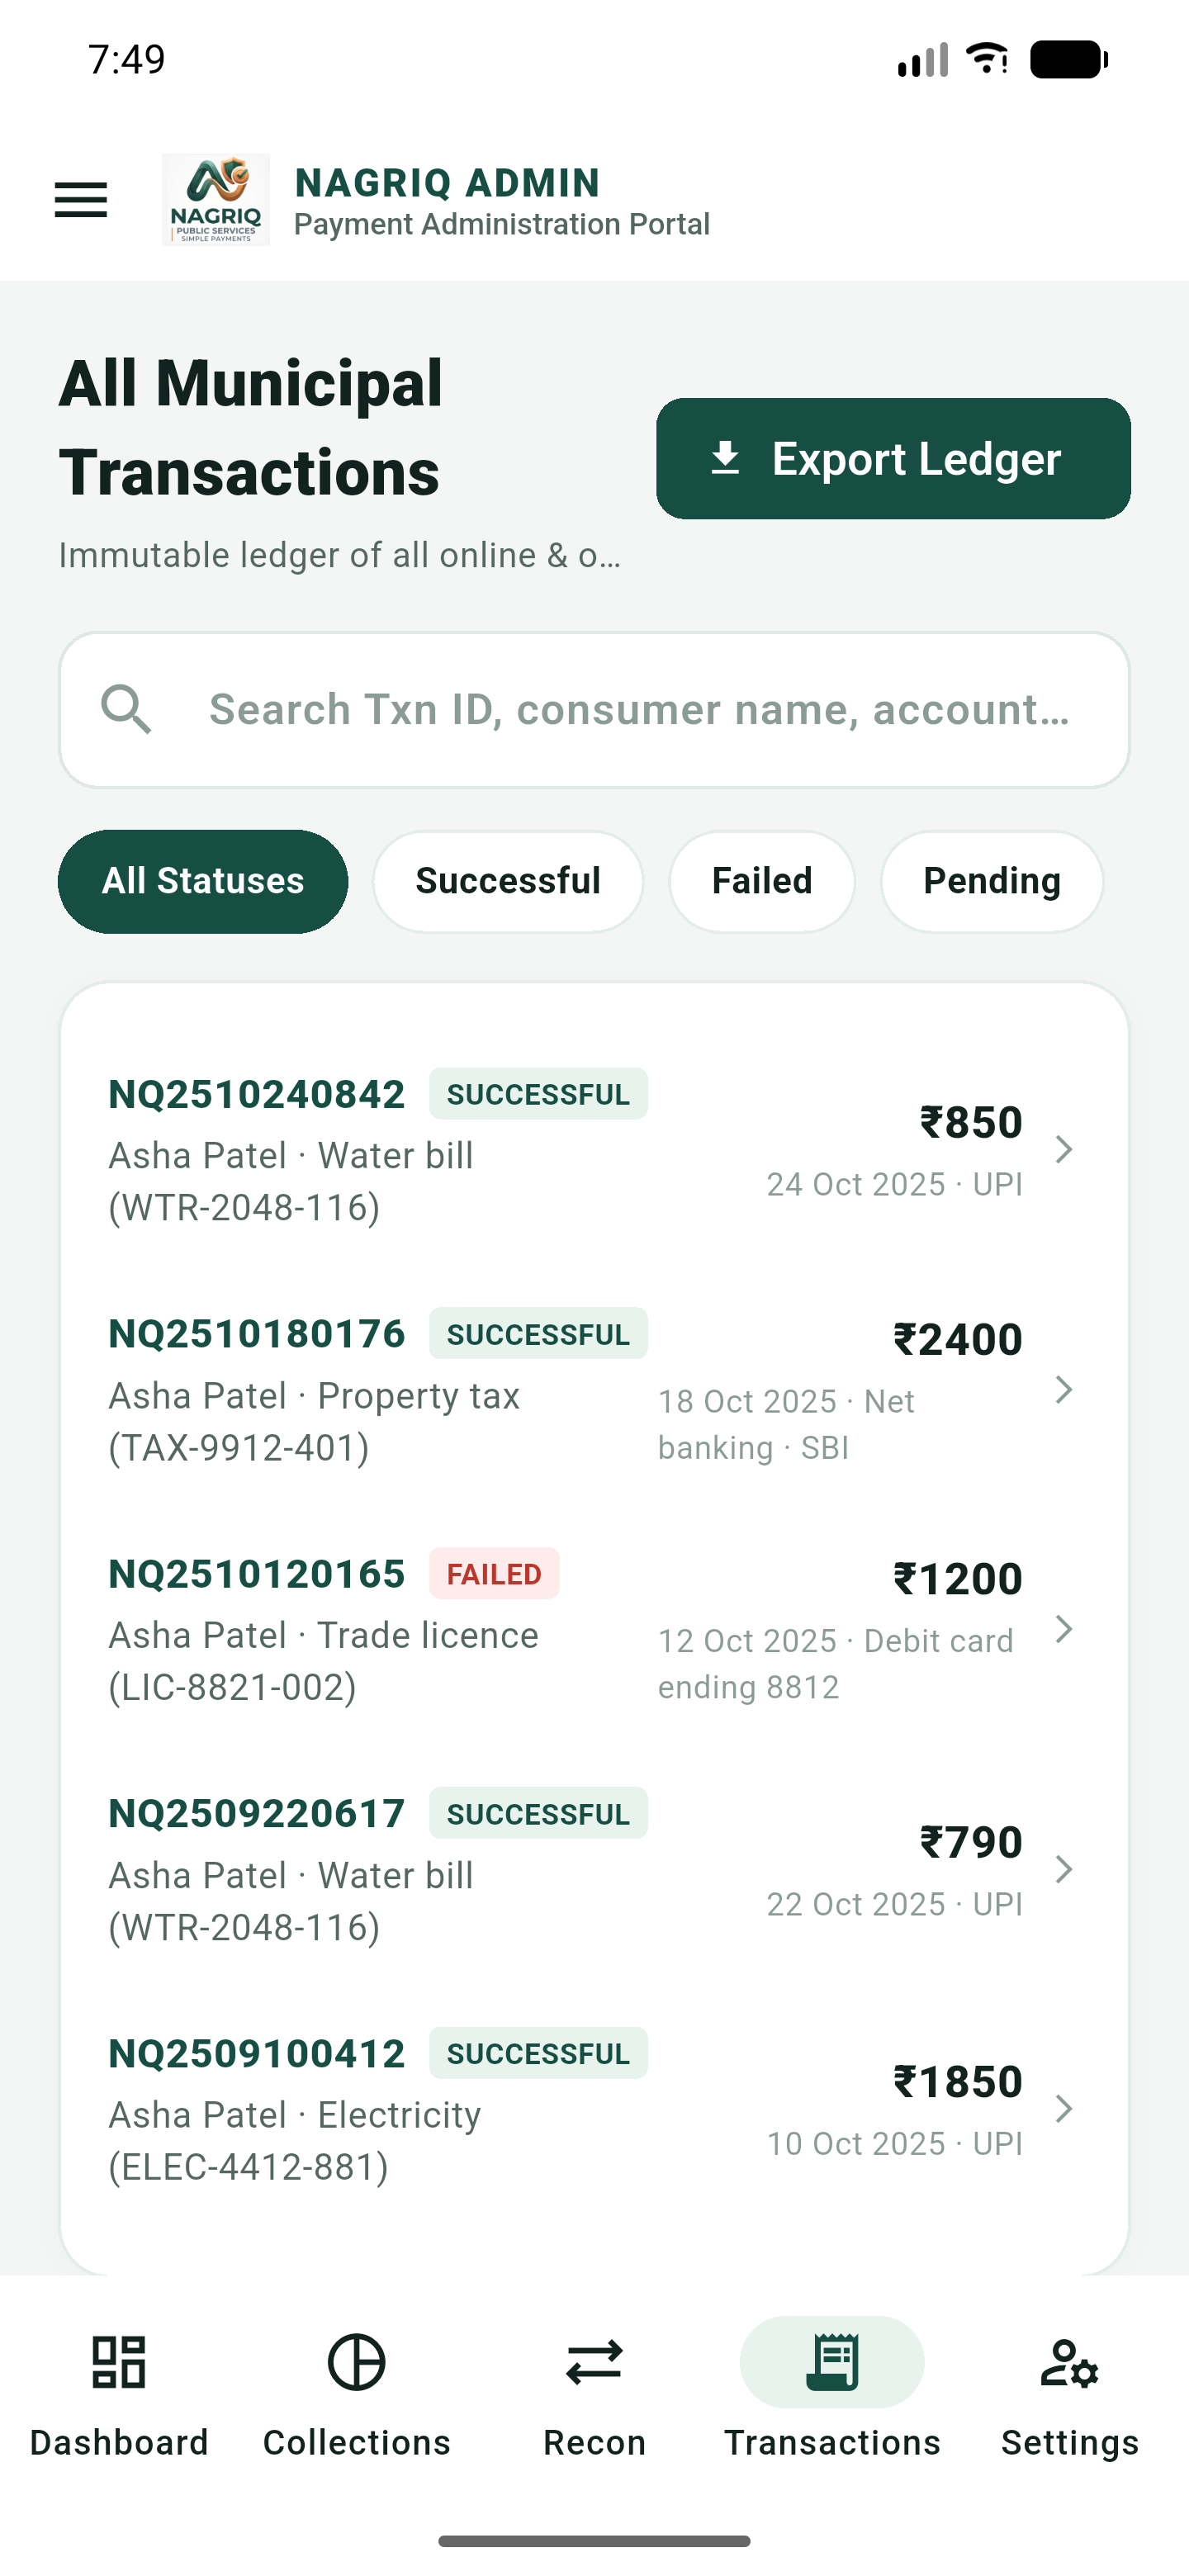 7:49
NAGRIQ
PUBLIC SERVICES
SIMPLE PAYMENTS
NAGRIQ ADMIN
Payment Administration Portal
All Municipal
Transactions
Export Ledger
Immutable ledger of all online & o...
Search Txn ID, consumer name, account...
All Statuses
Successful
Failed
Pending
NQ2510240842 SUCCESSFUL
Asha Patel · Water bill
(WTR-2048-116)
₹850
24 Oct 2025 · UPI
NQ2510180176 SUCCESSFUL
Asha Patel · Property tax
(TAX-9912-401)
₹2400
18 Oct 2025 · Net
banking · SBI
NQ2510120165 FAILED
Asha Patel · Trade licence
(LIC-8821-002)
₹1200
12 Oct 2025 · Debit card
ending 8812
NQ2509220617 SUCCESSFUL
Asha Patel · Water bill
(WTR-2048-116)
₹790
22 Oct 2025 · UPI
NQ2509100412 SUCCESSFUL
Asha Patel · Electricity
(ELEC-4412-881)
₹1850
10 Oct 2025 · UPI
Dashboard
Collections
Recon
Transactions
Settings